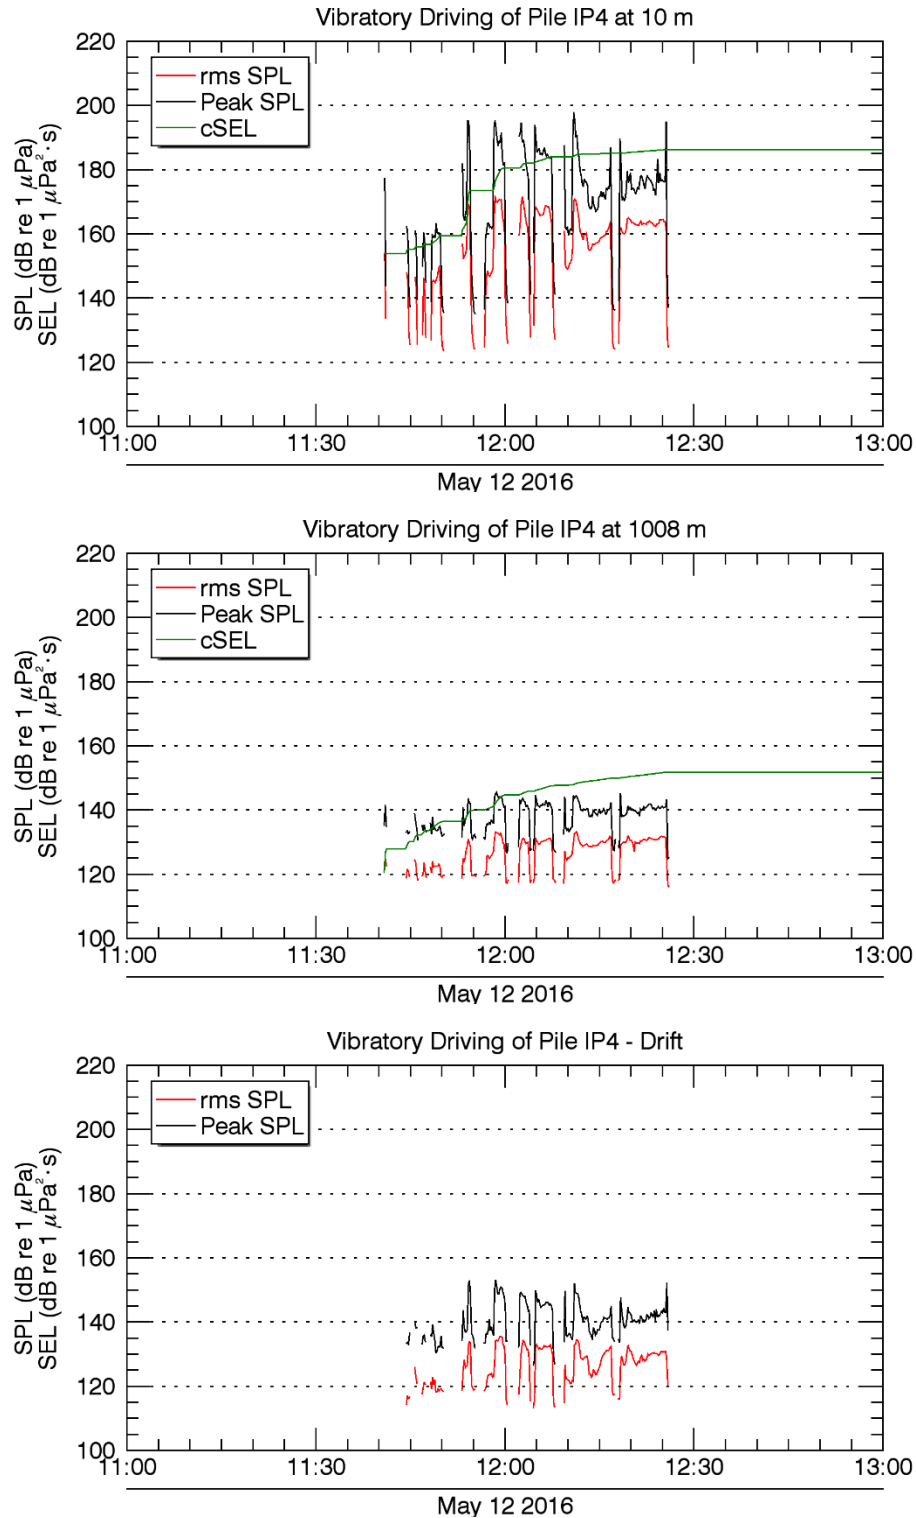 Vibratory Driving of Pile IP4 at 10 m
220
200
180
160
140
120
100
SPL (dB re 1 μPa)
SEL (dB re 1 μPa²·s)
rms SPL
Peak SPL
cSEL
11:00
11:30
12:00
12:30
13:00
May 12 2016
Vibratory Driving of Pile IP4 at 1008 m
220
200
180
160
140
120
100
SPL (dB re 1 μPa)
SEL (dB re 1 μPa²·s)
rms SPL
Peak SPL
cSEL
11:00
11:30
12:00
12:30
13:00
May 12 2016
Vibratory Driving of Pile IP4 - Drift
220
200
180
160
140
120
100
SPL (dB re 1 μPa)
SEL (dB re 1 μPa²·s)
rms SPL
Peak SPL
11:00
11:30
12:00
12:30
13:00
May 12 2016